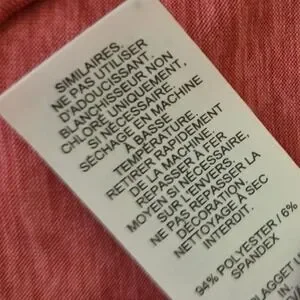 SIMILAIRES.
NE PAS UTILISER
D'ADOUCISSANT.
BLANCHISSEUR NON
CHLORÉ UNIQUEMENT,
SI NÉCESSAIRE.
SÉCHAGE EN MACHINE
À BASSE
TEMPÉRATURE.
RETIRER RAPIDEMENT
DE LA MACHINE.
REPASSER À FER
MOYEN SI NÉCESSAIRE,
SUR L'ENVERS.
NE PAS REPASSER LA
DÉCORATION.
NETTOYAGE À SEC
INTERDIT.
94% POLYESTER / 6%
SPANDEX